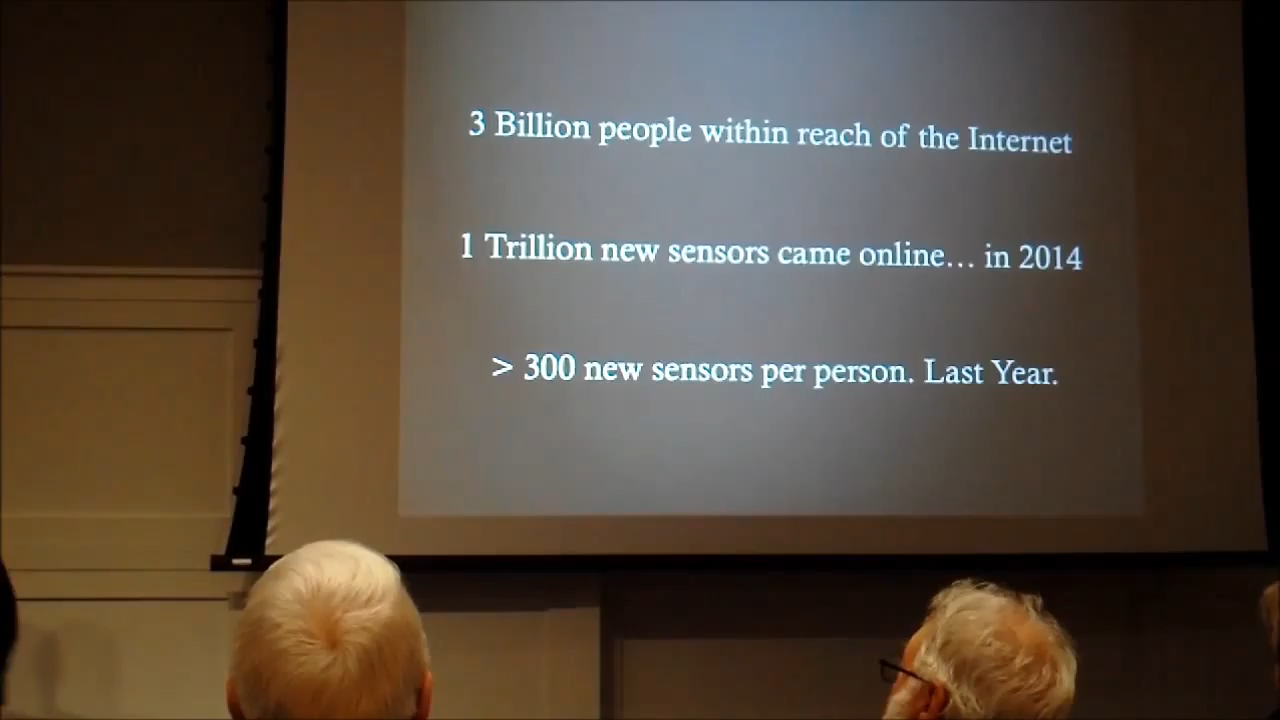 3 Billion people within reach of the Internet
1 Trillion new sensors came online... in 2014
> 300 new sensors per person. Last Year.